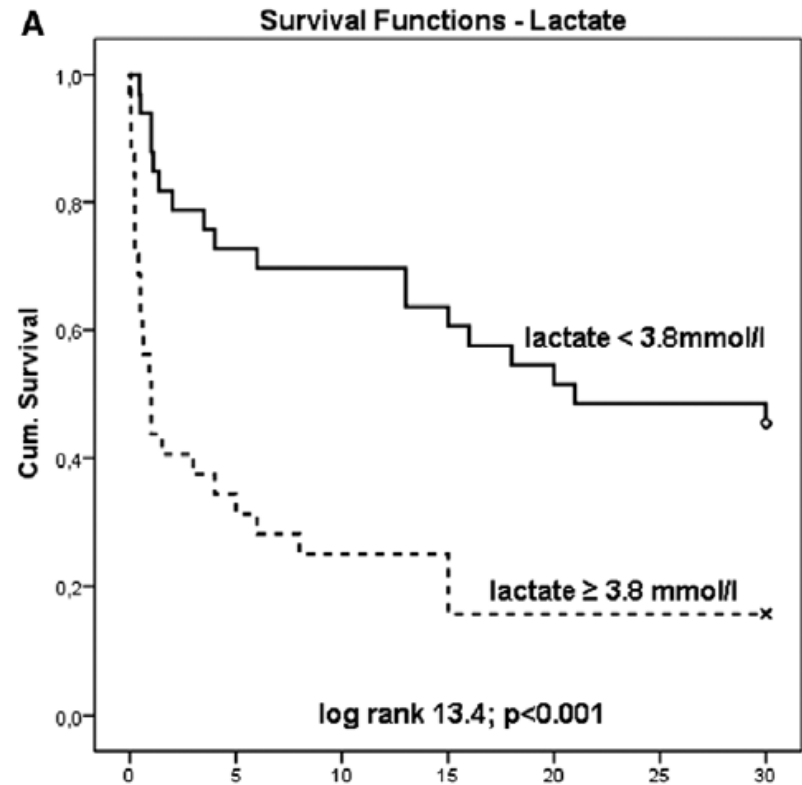 A
Survival Functions - Lactate
1,0
0,8
0,6
0,4
0,2
0,0
Cum. Survival
lactate < 3.8mmol/l
lactate ≥ 3.8 mmol/l
log rank 13.4; p<0.001
0 5 10 15 20 25 30